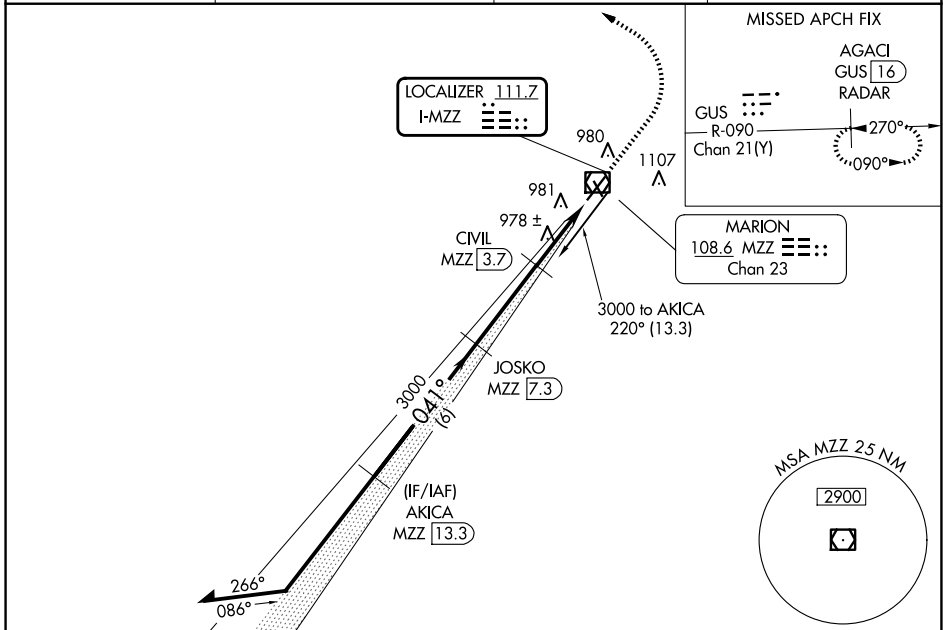 MISSED APCH FIX
AGACI
GUS 16
RADAR
GUS
R-090
Chan 21(Y)
270°
090°
LOCALIZER 111.7
I-MZZ
980
1107
981
978 ±
MARION
108.6 MZZ
Chan 23
CIVIL
MZZ 3.7
3000 to AKICA
220° (13.3)
JOSKO
MZZ 7.3
3000
041°
(6)
(IF/IAF)
AKICA
MZZ 13.3
266°
086°
MSA MZZ 25 NM
2900